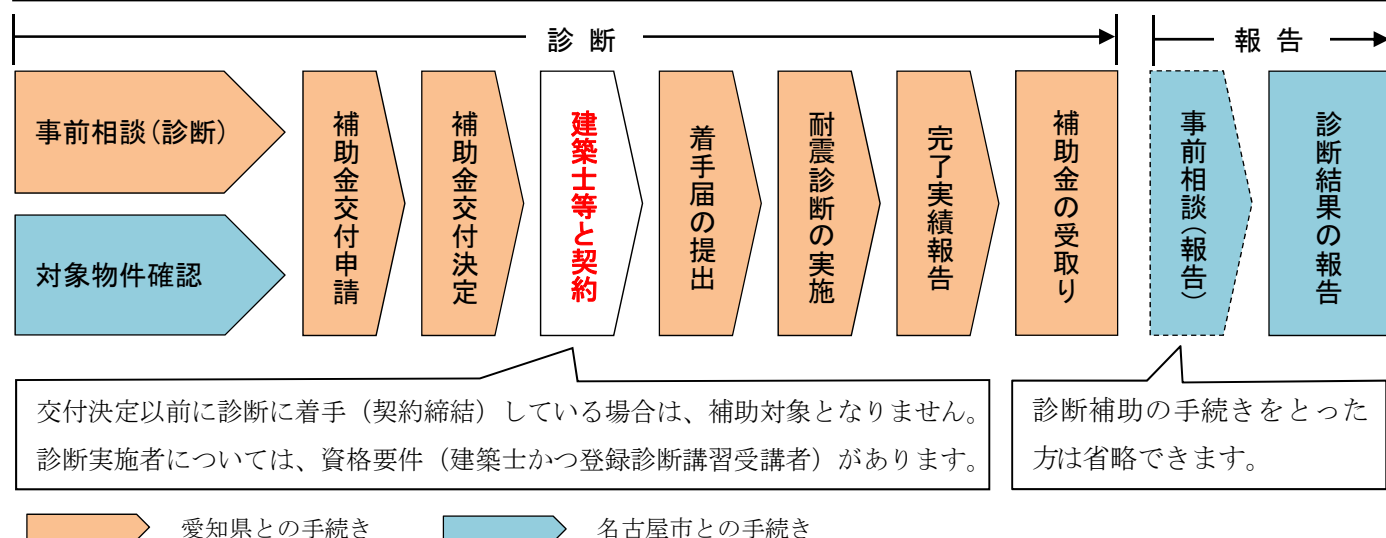 診断
報告
事前相談（診断）
対象物件確認
補助金交付申請
補助金交付決定
建築士等と契約
着手届の提出
耐震診断の実施
完了実績報告
補助金の受取り
事前相談（報告）
診断結果の報告
交付決定以前に診断に着手（契約締結）している場合は、補助対象となりません。
診断実施者については、資格要件（建築士かつ登録診断講習受講者）があります。
診断補助の手続きをとった
方は省略できます。
愛知県との手続き
名古屋市との手続き